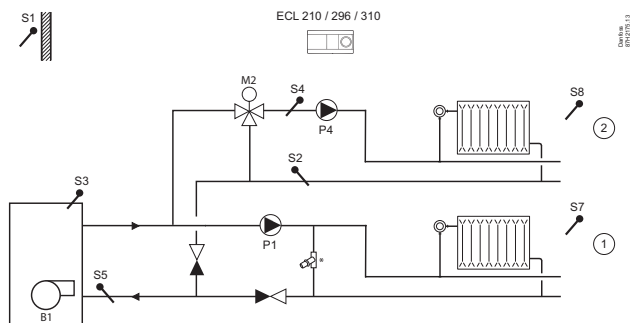 S1
ECL 210 / 296 / 310
Danfoss
87H2175.13
M2
S4
P4
S8
2
S2
S3
P1
S7
1
*
S5
B1